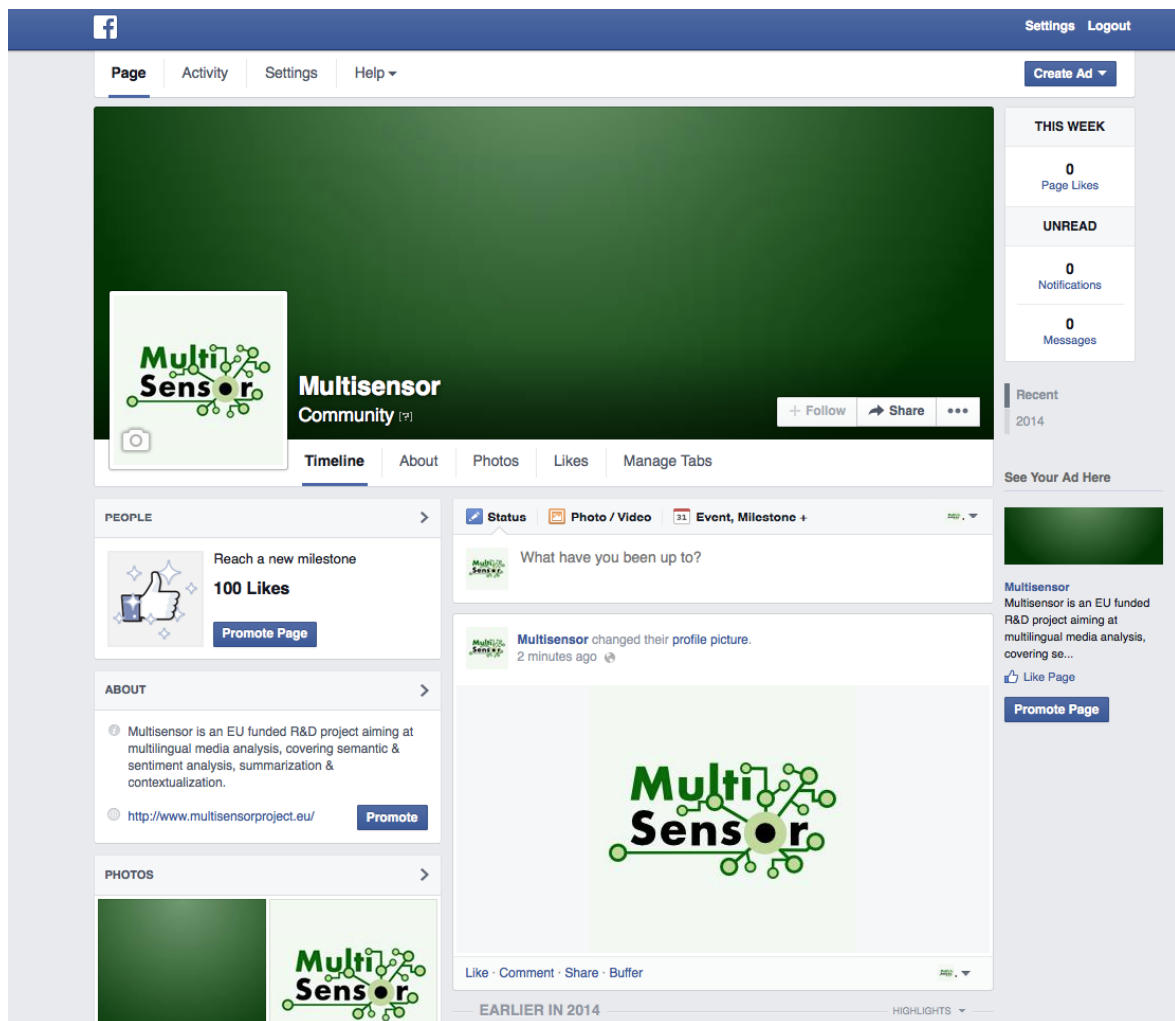 f
Settings Logout
Page Activity Settings Help
Create Ad
THIS WEEK
0
Page Likes
UNREAD
0
Notifications
0
Messages
Multi
Sensor
Multisensor
Community [?]
+ Follow Share •••
Timeline About Photos Likes Manage Tabs
Recent
2014
PEOPLE
Reach a new milestone
100 Likes
Promote Page
ABOUT
Multisensor is an EU funded R&D project aiming at
multilingual media analysis, covering semantic &
sentiment analysis, summarization &
contextualization.
http://www.multisensorproject.eu/ Promote
PHOTOS
Multi
Sensor
Status Photo / Video 31 Event, Milestone +
Multi
Sensor
What have you been up to?
Multi
Sensor
Multisensor changed their profile picture.
2 minutes ago
Multi
Sensor
Like · Comment · Share · Buffer
EARLIER IN 2014
HIGHLIGHTS
See Your Ad Here
Multisensor
Multisensor is an EU funded
R&D project aiming at
multilingual media analysis,
covering se...
Like Page
Promote Page